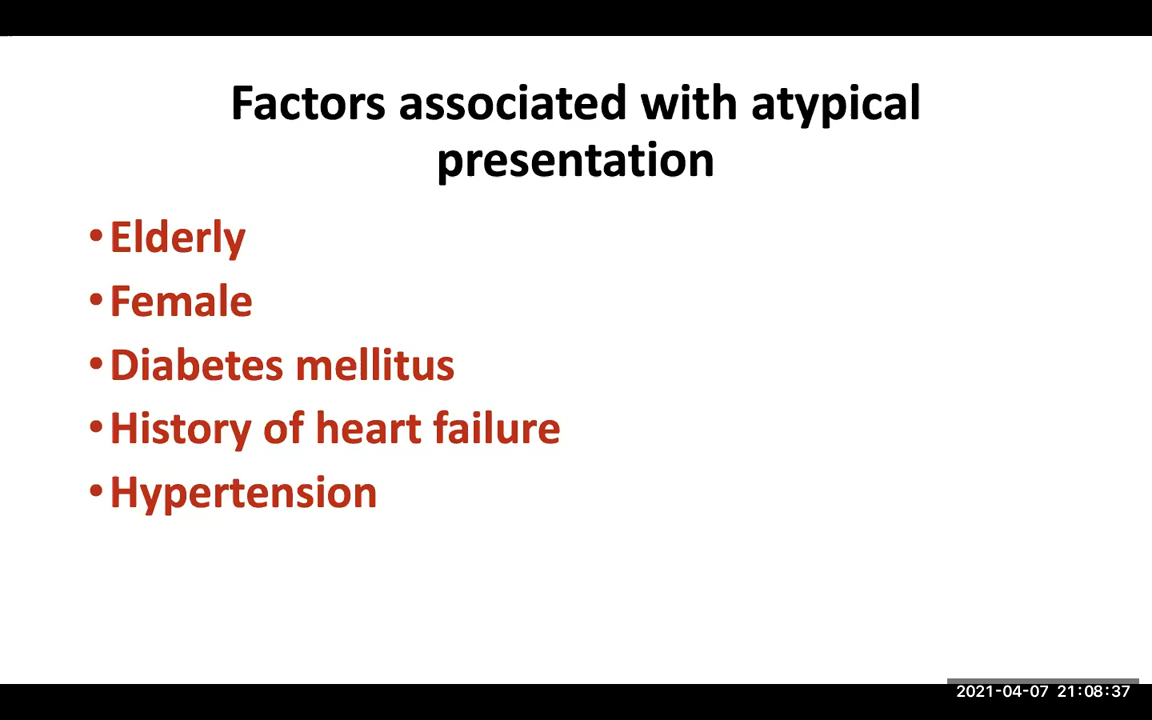 Factors associated with atypical
presentation
•Elderly
•Female
•Diabetes mellitus
•History of heart failure
•Hypertension
2021-04-07 21:08:37